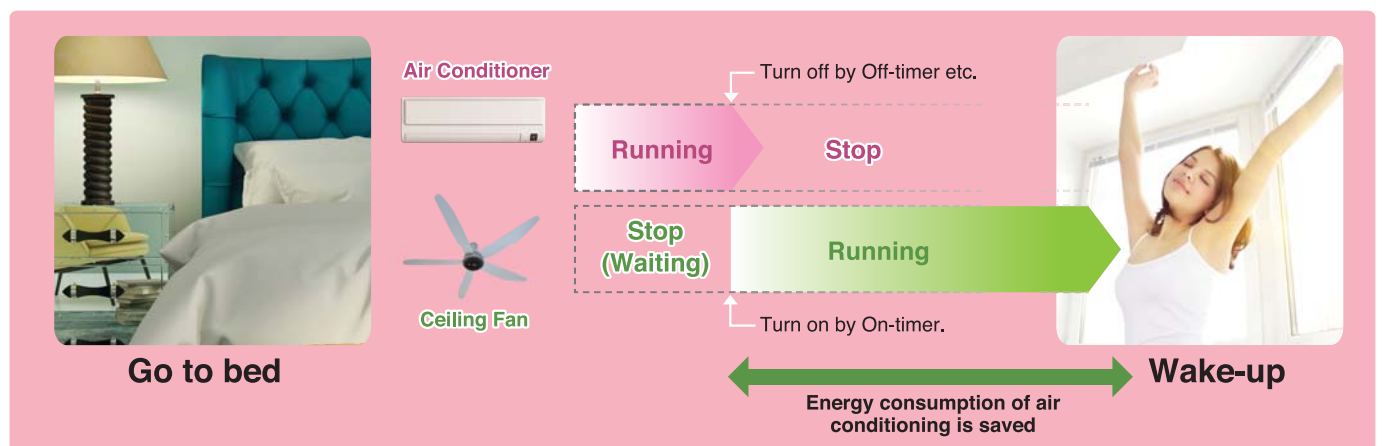 Air Conditioner
Turn off by Off-timer etc.
Running
Stop
Stop
(Waiting)
Running
Ceiling Fan
Turn on by On-timer.
Go to bed
Wake-up
Energy consumption of air
conditioning is saved